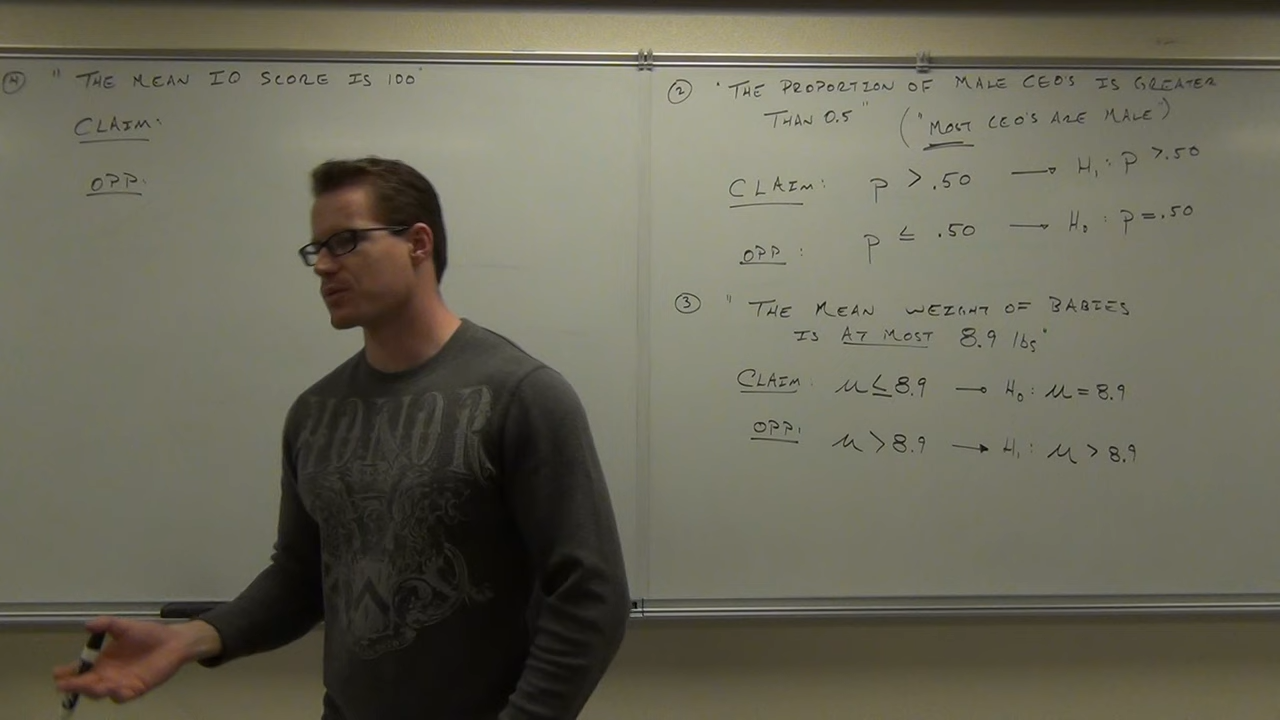 ④ " THE MEAN IQ SCORE IS 100"
CLAIM:
OPP:
② "THE PROPORTION OF MALE CEO'S IS GREATER
THAN 0.5" ("MOST CEO'S ARE MALE")
CLAIM: p > .50 → H₁: p >.50
OPP: p ≤ .50 → H₀: p = .50
③ "THE MEAN WEIGHT OF BABIES
IS AT MOST 8.9 lbs"
CLAIM: μ ≤ 8.9 → H₀: μ = 8.9
OPP: μ > 8.9 → H₁: μ > 8.9
HONOR